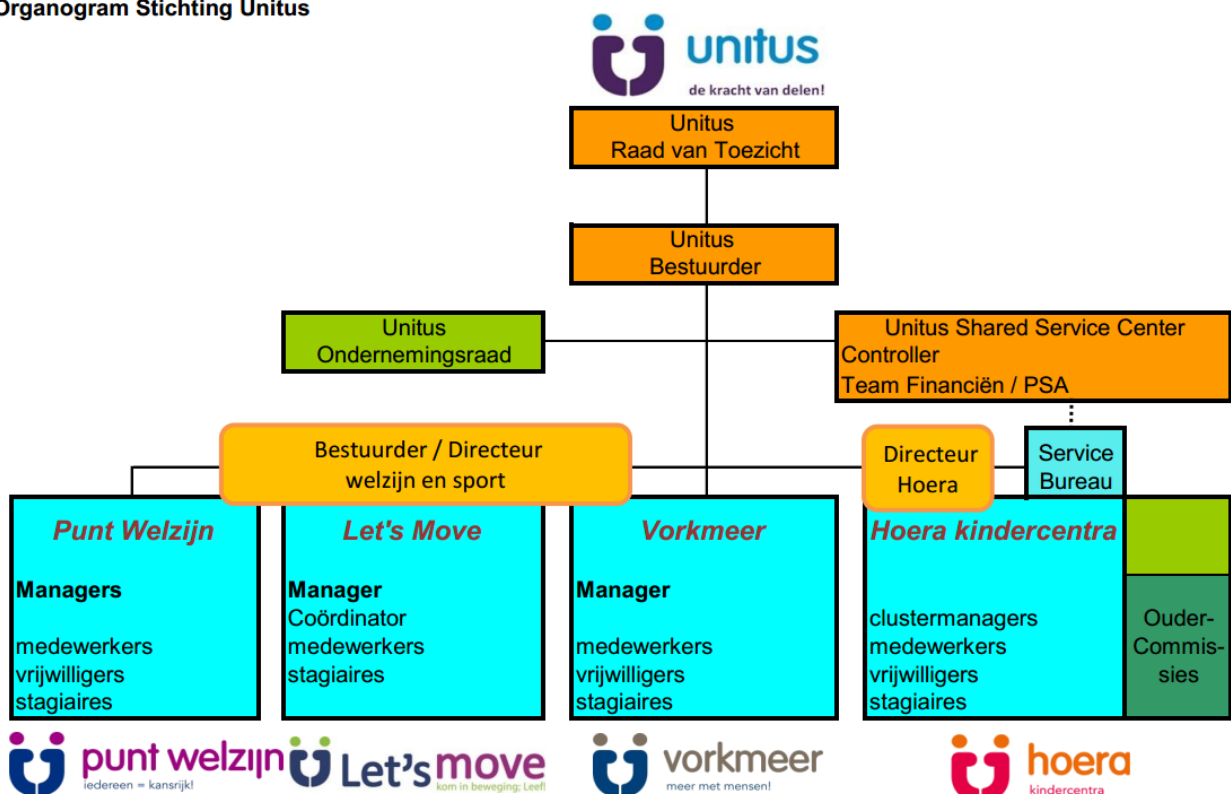 Organogram Stichting Unitus
unitus
de kracht van delen!
Unitus
Raad van Toezicht
Unitus
Bestuurder
Unitus
Ondernemingsraad
Unitus Shared Service Center
Controller
Team Financiën / PSA
Bestuurder / Directeur
welzijn en sport
Directeur
Hoera
Service
Bureau
Punt Welzijn
Managers
medewerkers
vrijwilligers
stagiaires
Let's Move
Manager
Coördinator
medewerkers
stagiaires
Vorkmeer
Manager
medewerkers
vrijwilligers
stagiaires
Hoera kindercentra
clustermanagers
medewerkers
vrijwilligers
stagiaires
Ouder-
Commis-
sies
punt welzijn
iedereen = kansrijk!
Let's move
kom in beweging; Leef!
vorkmeer
meer met mensen!
hoera
kindercentra